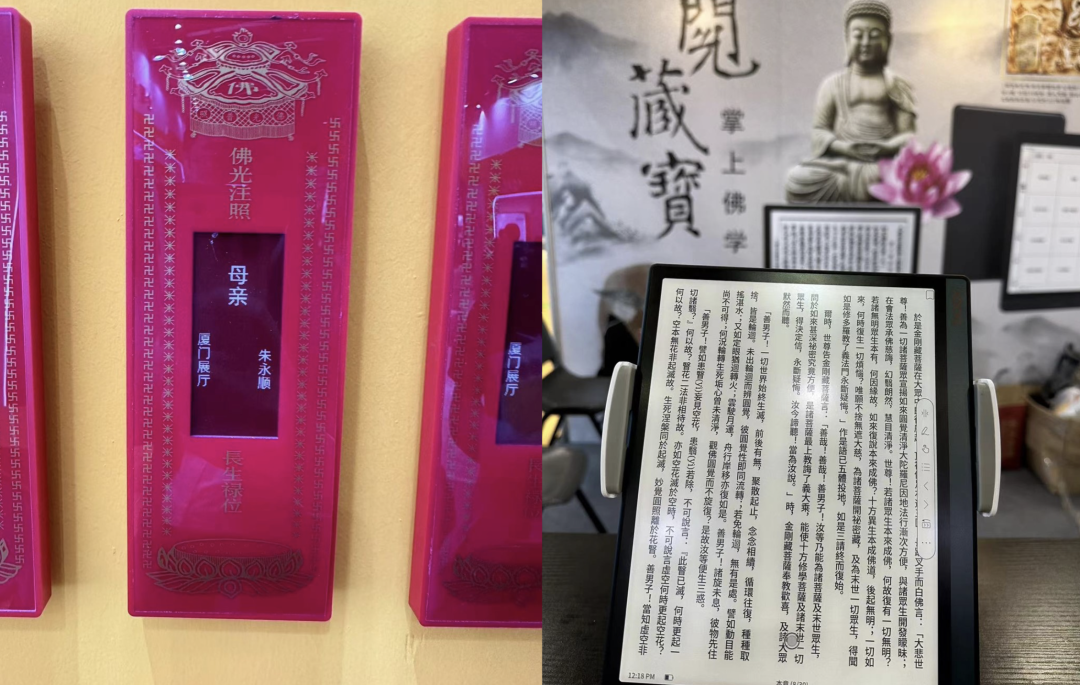 佛
佛光注照
母亲
朱永順
厦门展厅
長生祿位
厦门展厅
閱藏寶
掌上佛学
尊！善為一切諸菩薩眾宣揚如來圓覺清淨大陀羅尼因地法行漸次方便，與諸眾生開發矇昧；
在會法眾承佛慈誨，幻翳朗然，慧目清淨。世尊！若諸眾生本來成佛，何故復有一切無明？
若諸無明眾生本有，何因緣故，如來復說本來成佛？十方異生本成佛道，後起無明；一切如
來，何時復生一切煩惱？唯願不捨無遮大慈，為諸菩薩開祕密藏，及為末世一切眾生，得聞
如是修多羅教了義法門永斷疑悔。」作是語已五體投地，如是三請終而復始。
爾時，世尊告金剛藏菩薩言：「善哉！善哉！善男子！汝等乃能為諸菩薩及末世眾生，
問於如來甚深祕密究竟方便，是諸菩薩最上教誨了義大乘，能使十方修學菩薩及諸末世一切
眾生，得決定信，永斷疑悔。汝今諦聽！當為汝說。」時，金剛藏菩薩奉教歡喜，及諸大眾
默然而聽。
「善男子！一切世界始終生滅，前後有無，聚散起止，念念相續，循環往復，種種取
捨，皆是輪迴。未出輪迴而辨圓覺，彼圓覺性即同流轉；若免輪迴，無有是處。譬如動目能
搖湛水；又如定眼猶迴轉火；雲駛月運，舟行岸移亦復如是。善男子！諸旋未息，彼物先住
尚不可得；何況輪轉生死垢心曾未清淨，觀佛圓覺而不旋復？是故汝等便生三惑。
「善男子！譬如患翳(yì)妄見空花，患翳(yì)若除，不可說言：『此翳已滅，何時更起一
切諸翳？』何以故？翳花二法非相待故，亦如空花滅於空時，不可說言虛空何時更起空花？
何以故？空本無花非起滅故。生死涅槃同於起滅，妙覺圓照離於花翳。善男子！當知虛空非
12:18 PM